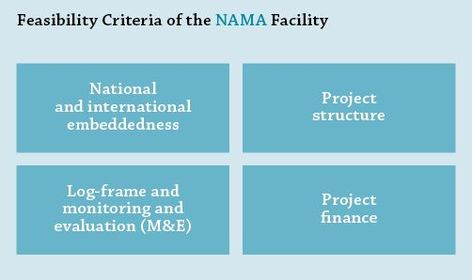 Feasibility Criteria of the NAMA Facility
National
and international
embeddedness
Project
structure
Log-frame and
monitoring and
evaluation (M&E)
Project
finance